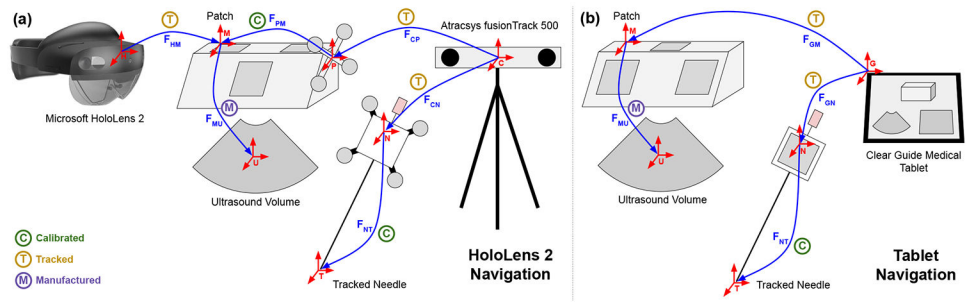 (a)
T
F_HM
Patch
M
C
F_PM
T
F_CP
Atracsys fusionTrack 500
P
C
Microsoft HoloLens 2
M
F_MU
U
Ultrasound Volume
T
F_CN
N
F_NT
C
T
Tracked Needle
HoloLens 2
Navigation
C Calibrated
T Tracked
M Manufactured
(b)
Patch
M
T
F_GM
G
T
F_GN
M
F_MU
U
Ultrasound Volume
N
F_NT
C
T
Tracked Needle
Clear Guide Medical
Tablet
Tablet
Navigation